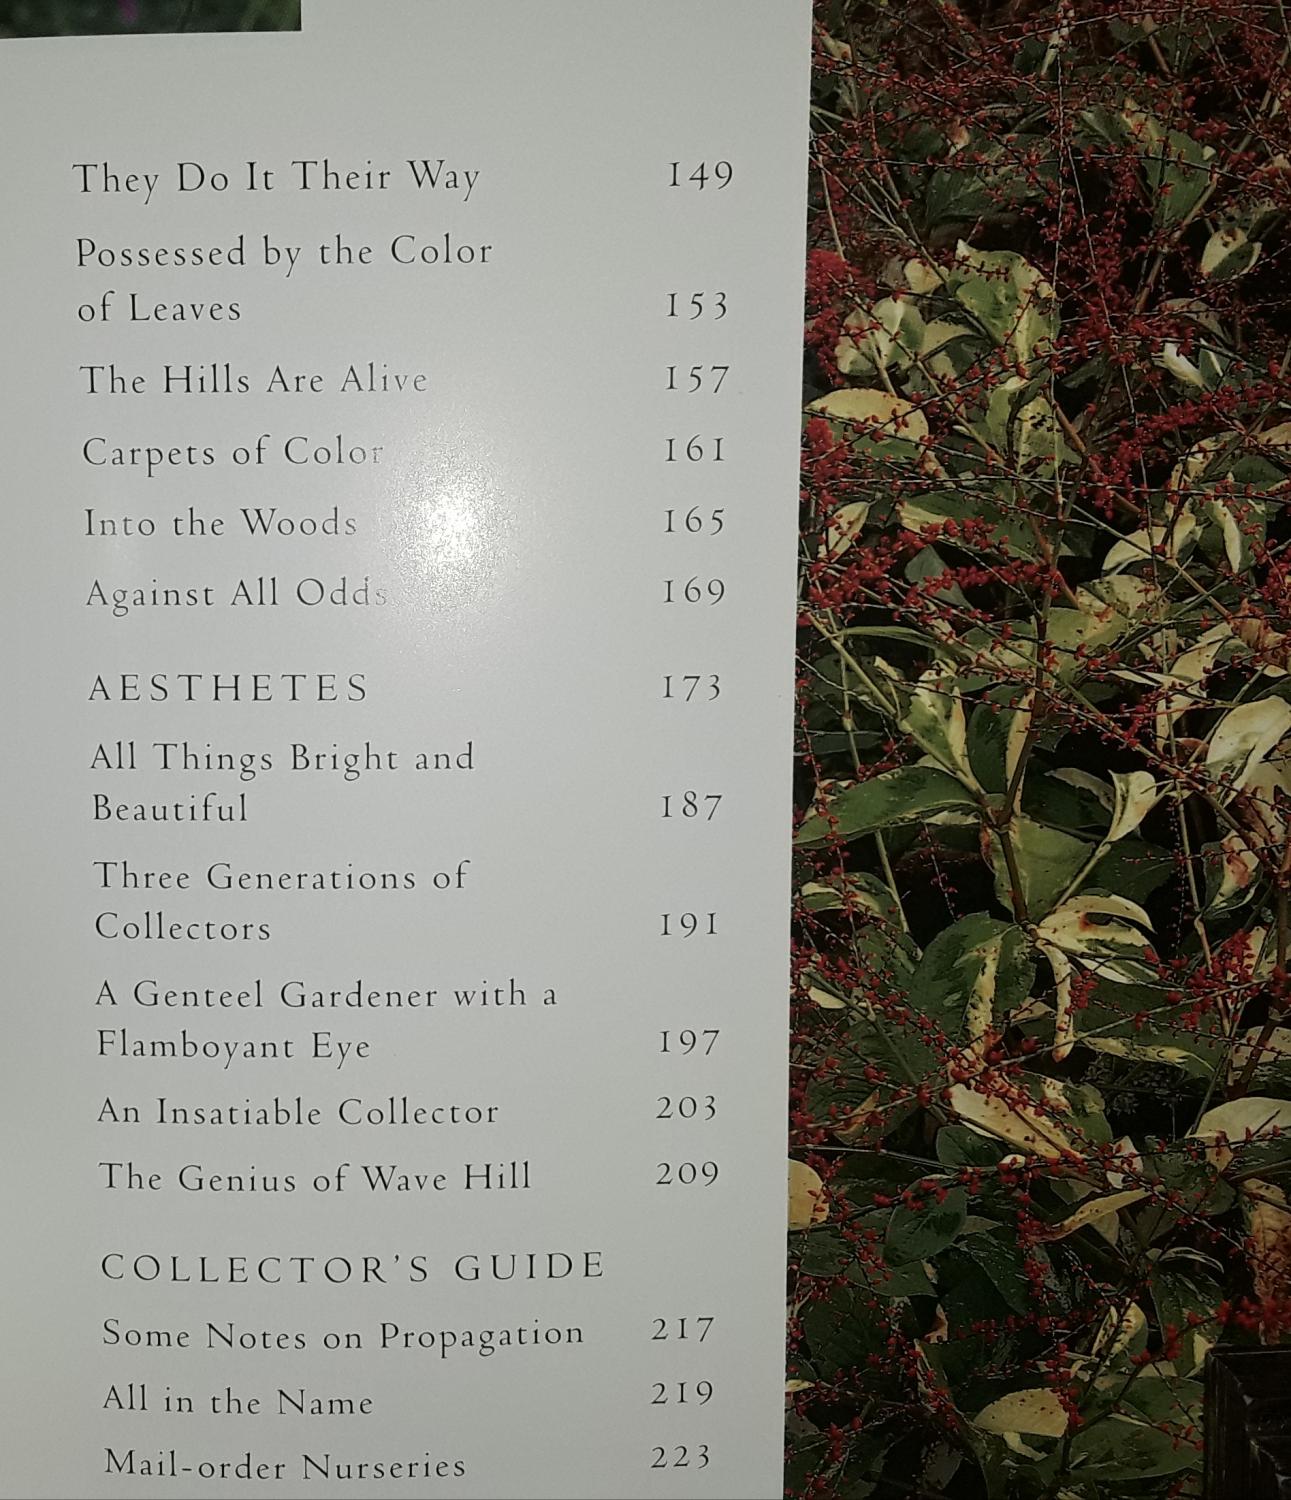 They Do It Their Way 149
Possessed by the Color
of Leaves 153
The Hills Are Alive 157
Carpets of Color 161
Into the Woods 165
Against All Odds 169
AESTHETES 173
All Things Bright and
Beautiful 187
Three Generations of
Collectors 191
A Genteel Gardener with a
Flamboyant Eye 197
An Insatiable Collector 203
The Genius of Wave Hill 209
COLLECTOR'S GUIDE
Some Notes on Propagation 217
All in the Name 219
Mail-order Nurseries 223